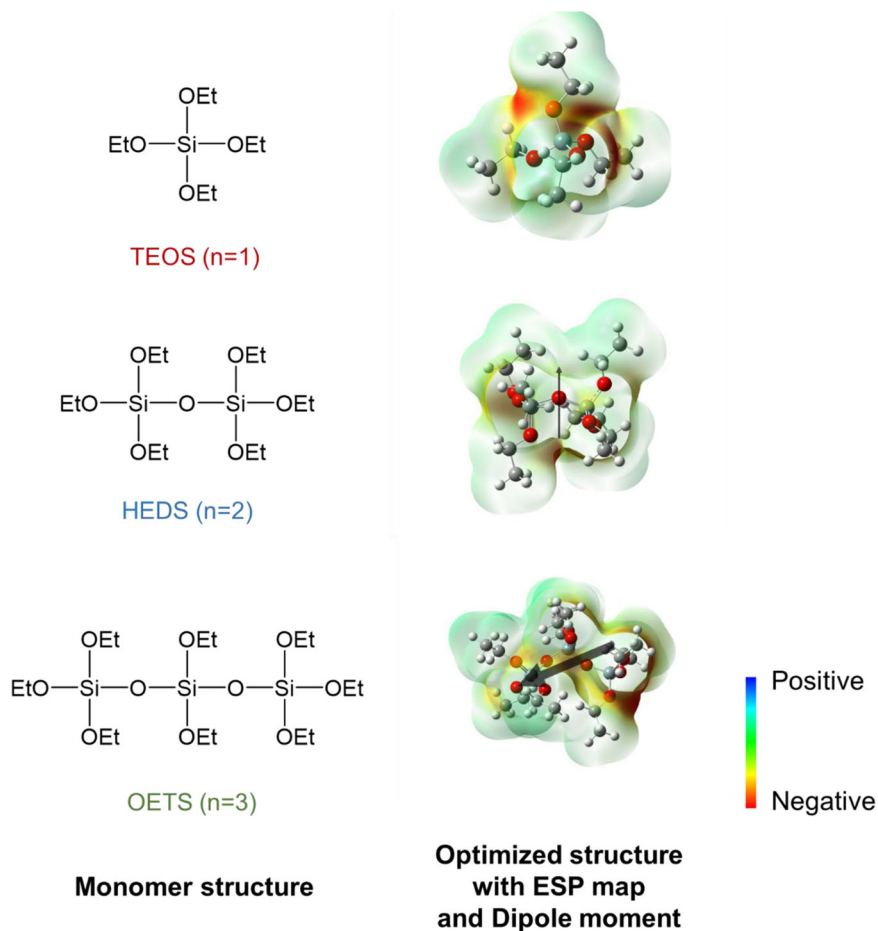 OEt
EtO Si OEt
OEt
TEOS (n=1)
OEt OEt
EtO Si O Si OEt
OEt OEt
HEDS (n=2)
OEt OEt OEt
EtO Si O Si O Si OEt
OEt OEt OEt
OETS (n=3)
Positive
Negative
Monomer structure
Optimized structure
with ESP map
and Dipole moment